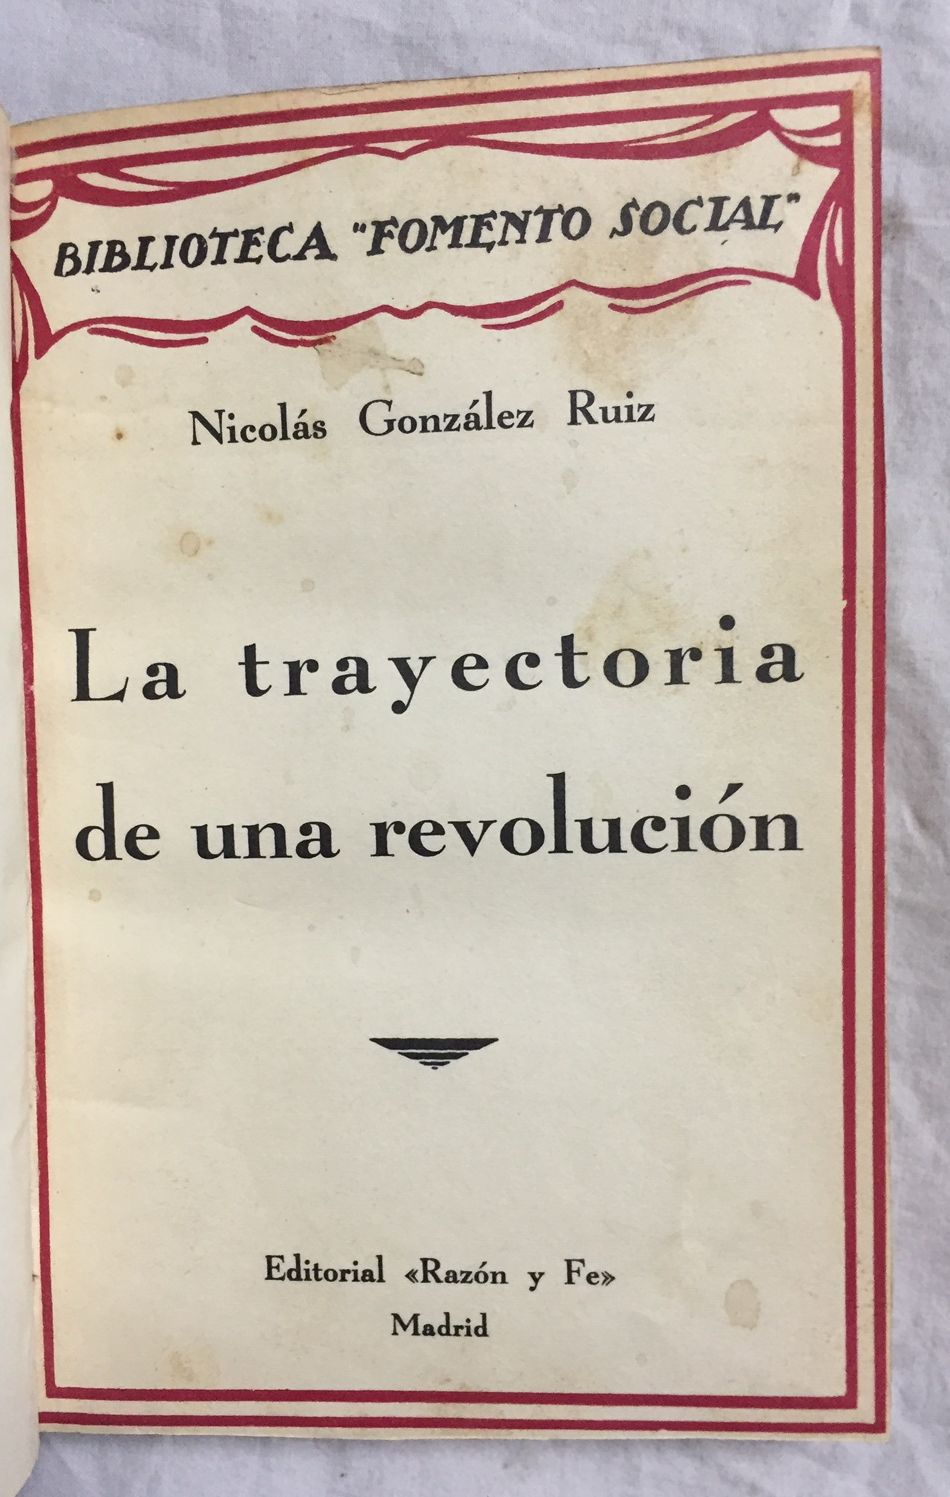 BIBLIOTECA "FOMENTO SOCIAL"
Nicolás González Ruiz
La trayectoria
de una revolución
Editorial «Razón y Fe»
Madrid